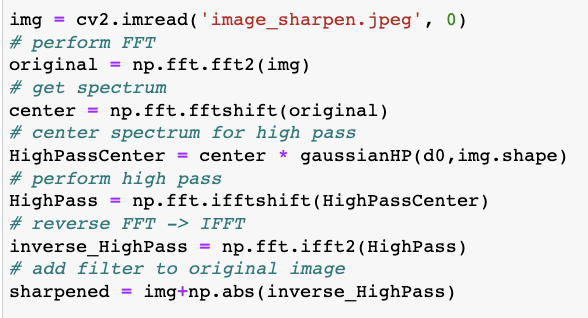 img = cv2.imread('image_sharpen.jpeg', 0)
# perform FFT
original = np.fft.fft2(img)
# get spectrum
center = np.fft.fftshift(original)
# center spectrum for high pass
HighPassCenter = center * gaussianHP(d0,img.shape)
# perform high pass
HighPass = np.fft.ifftshift(HighPassCenter)
# reverse FFT -> IFFT
inverse_HighPass = np.fft.ifft2(HighPass)
# add filter to original image
sharpened = img+np.abs(inverse_HighPass)